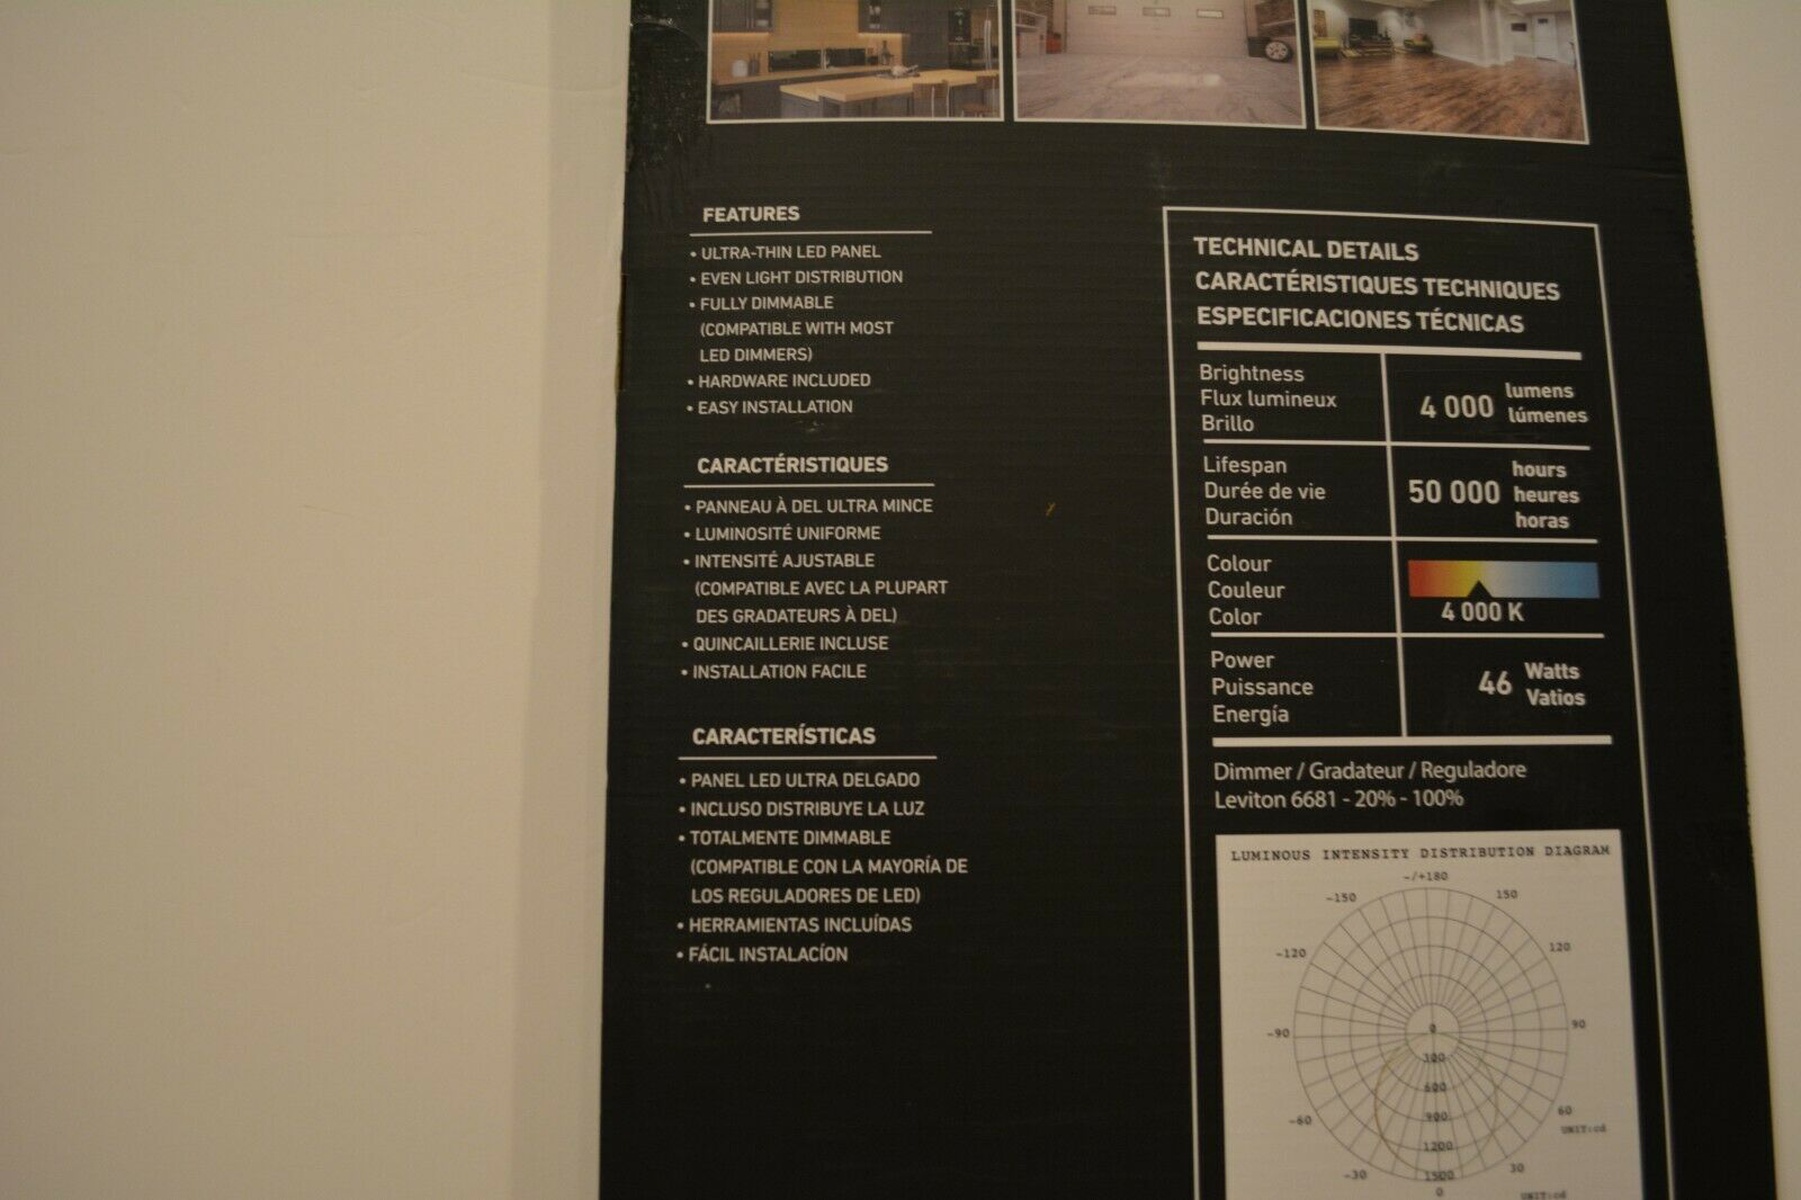 FEATURES
• ULTRA-THIN LED PANEL
• EVEN LIGHT DISTRIBUTION
• FULLY DIMMABLE
(COMPATIBLE WITH MOST
LED DIMMERS)
• HARDWARE INCLUDED
• EASY INSTALLATION
CARACTÉRISTIQUES
• PANNEAU À DEL ULTRA MINCE
• LUMINOSITÉ UNIFORME
• INTENSITÉ AJUSTABLE
(COMPATIBLE AVEC LA PLUPART
DES GRADATEURS À DEL)
• QUINCAILLERIE INCLUSE
• INSTALLATION FACILE
CARACTERÍSTICAS
• PANEL LED ULTRA DELGADO
• INCLUSO DISTRIBUYE LA LUZ
• TOTALMENTE DIMMABLE
(COMPATIBLE CON LA MAYORÍA DE
LOS REGULADORES DE LED)
• HERRAMIENTAS INCLUÍDAS
• FÁCIL INSTALACÍON
TECHNICAL DETAILS
CARACTÉRISTIQUES TECHNIQUES
ESPECIFICACIONES TÉCNICAS
Brightness
Flux lumineux
Brillo
4 000 lumens
lúmenes
Lifespan
Durée de vie
Duración
50 000 hours
heures
horas
Colour
Couleur
Color
4 000 K
Power
Puissance
Energía
46 Watts
Vatios
Dimmer / Gradateur / Reguladore
Leviton 6681 - 20% - 100%
LUMINOUS INTENSITY DISTRIBUTION DIAGRAM
-/+180
-150 150
-120 120
-90 0 90
300
600
-60 900 60
UNIT:cd
1200
-30 1500 30
0 UNIT:cd